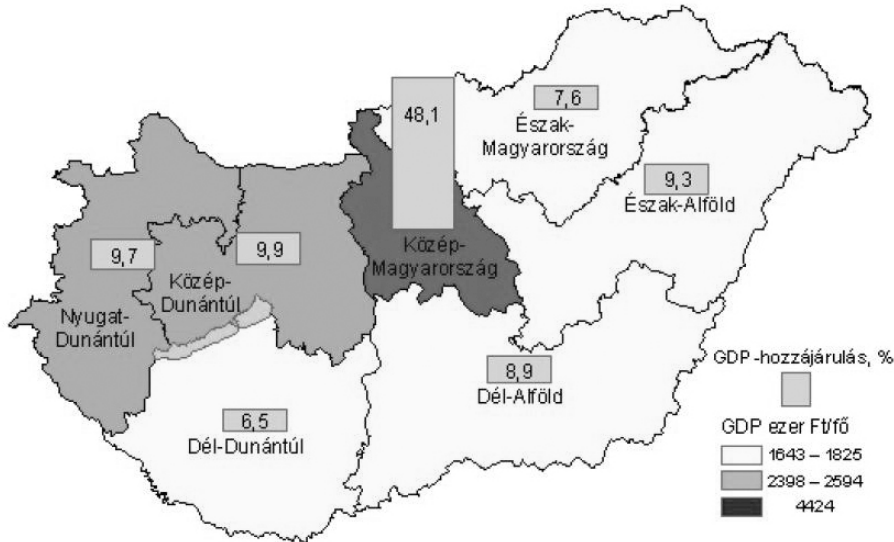 48,1
7,6
Észak-
Magyarország
9,3
Észak-Alföld
Közép-
Magyarország
9,7
9,9
Közép-
Dunántúl
Nyugat-
Dunántúl
8,9
Dél-Alföld
6,5
Dél-Dunántúl
GDP-hozzájárulás, %
GDP ezer Ft/fő
1643 – 1825
2398 – 2594
4424